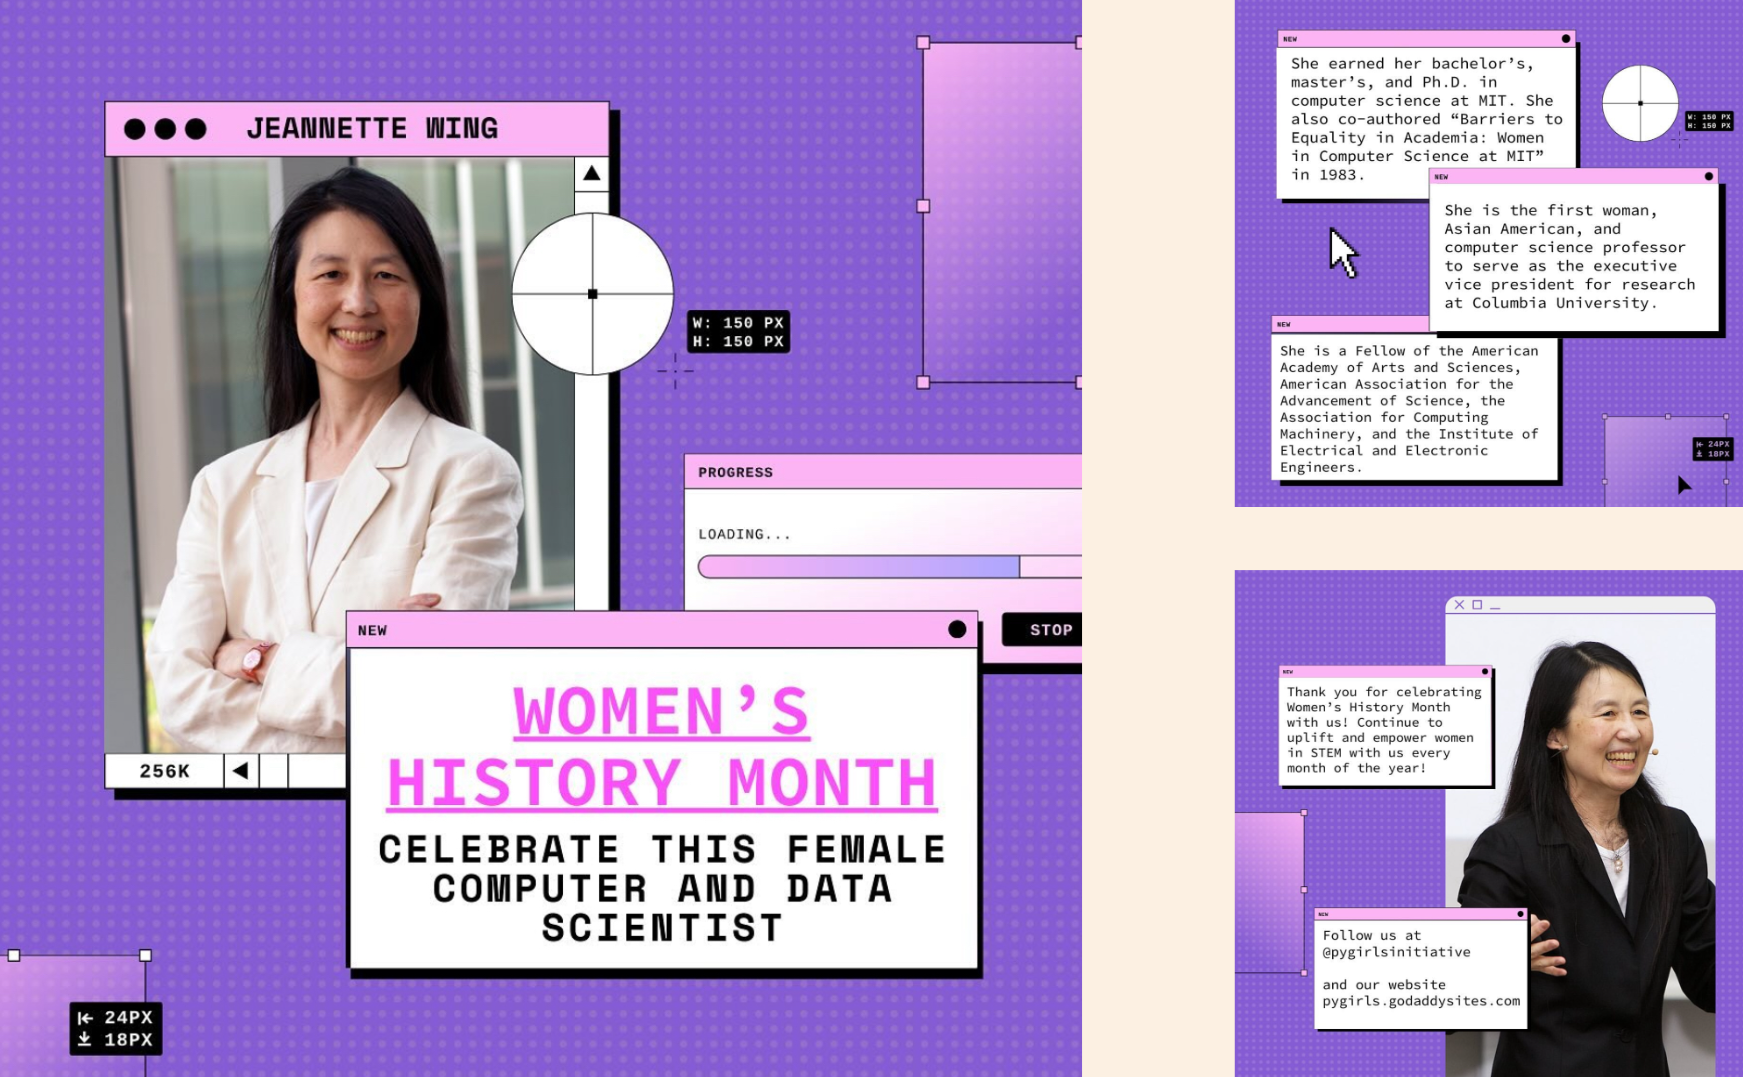 JEANNETTE WING
W: 150 PX
H: 150 PX
PROGRESS
LOADING...
STOP
256K
NEW
WOMEN’S
HISTORY MONTH
CELEBRATE THIS FEMALE
COMPUTER AND DATA
SCIENTIST
24PX
18PX
NEW
She earned her bachelor’s,
master’s, and Ph.D. in
computer science at MIT. She
also co-authored “Barriers to
Equality in Academia: Women
in Computer Science at MIT”
in 1983.
W: 150 PX
H: 150 PX
NEW
She is the first woman,
Asian American, and
computer science professor
to serve as the executive
vice president for research
at Columbia University.
NEW
She is a Fellow of the American
Academy of Arts and Sciences,
American Association for the
Advancement of Science, the
Association for Computing
Machinery, and the Institute of
Electrical and Electronic
Engineers.
24PX
18PX
NEW
Thank you for celebrating
Women’s History Month
with us! Continue to
uplift and empower women
in STEM with us every
month of the year!
NEW
Follow us at
@pygirlsinitiative
and our website
pygirls.godaddysites.com